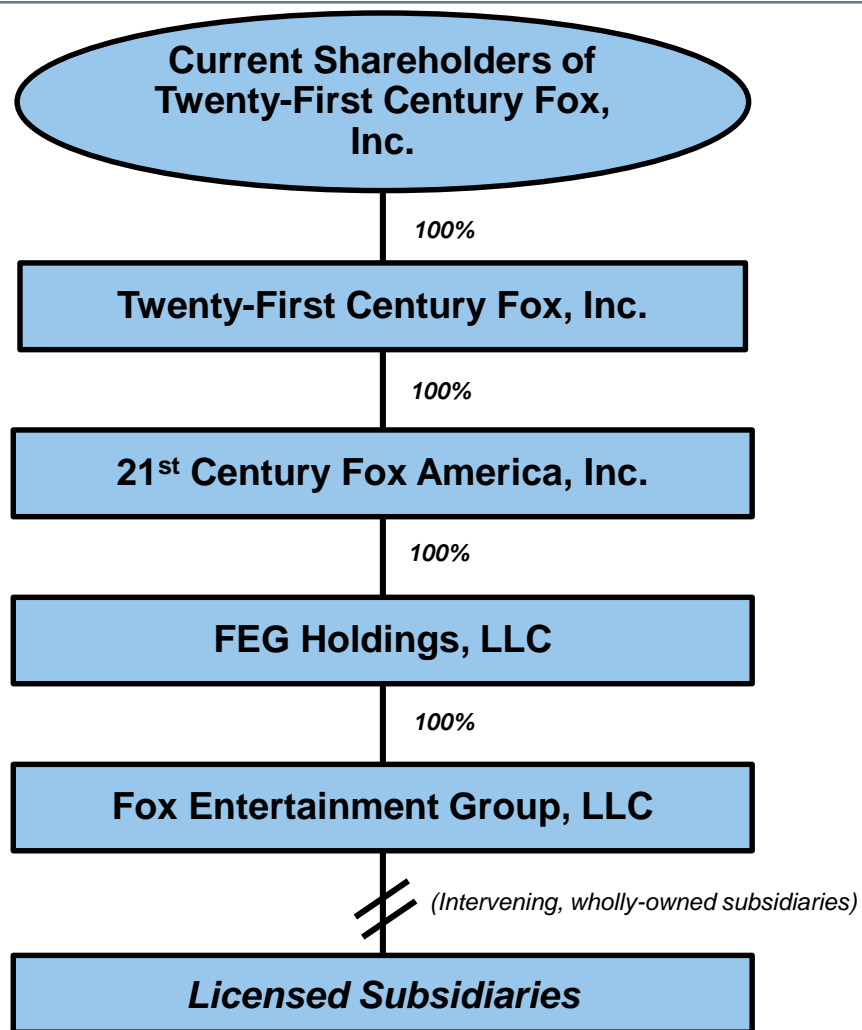 Current Shareholders of
Twenty-First Century Fox,
Inc.
100%
Twenty-First Century Fox, Inc.
100%
21st Century Fox America, Inc.
100%
FEG Holdings, LLC
100%
Fox Entertainment Group, LLC
(Intervening, wholly-owned subsidiaries)
Licensed Subsidiaries